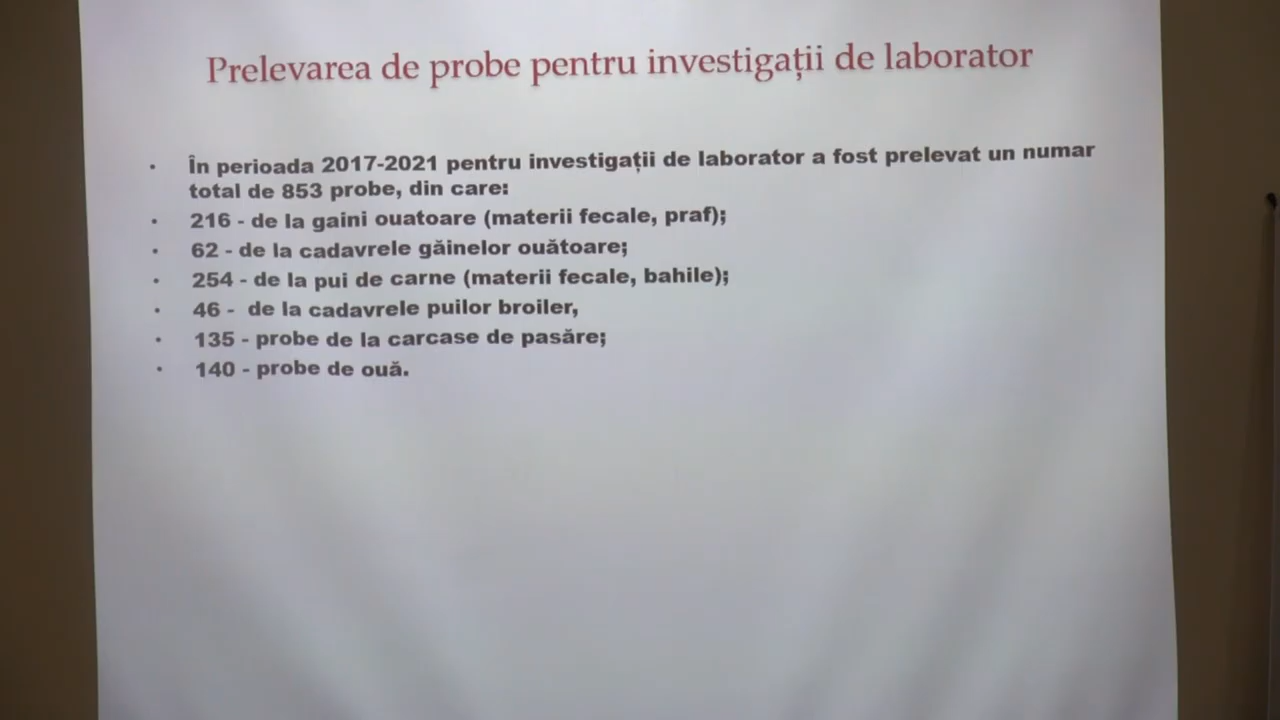 Prelevarea de probe pentru investigații de laborator
• În perioada 2017-2021 pentru investigații de laborator a fost prelevat un numar
total de 853 probe, din care:
• 216 - de la gaini ouatoare (materii fecale, praf);
• 62 - de la cadavrele găinelor ouătoare;
• 254 - de la pui de carne (materii fecale, bahile);
• 46 - de la cadavrele puilor broiler,
• 135 - probe de la carcase de pasăre;
• 140 - probe de ouă.